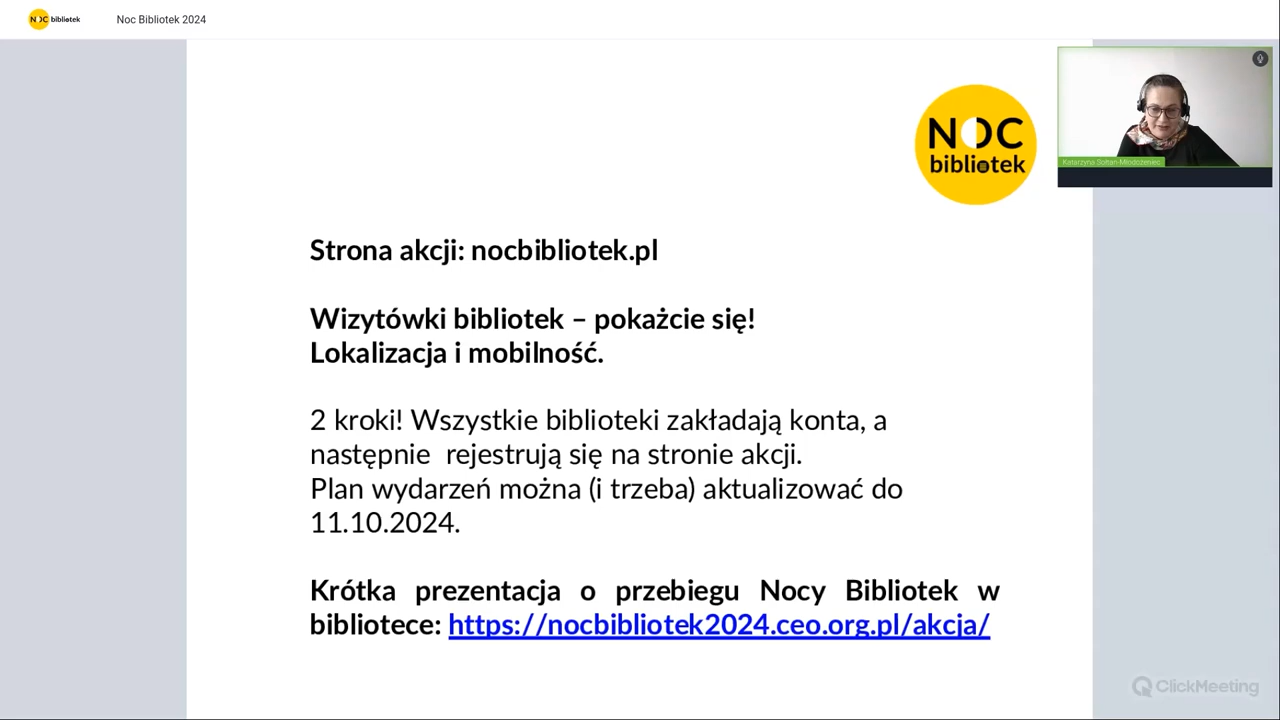 NOC bibliotek
Noc Bibliotek 2024
NOC
bibliotek
Katarzyna Sołtan-Młodożeniec
Strona akcji: nocbibliotek.pl
Wizytówki bibliotek – pokażcie się!
Lokalizacja i mobilność.
2 kroki! Wszystkie biblioteki zakładają konta, a
następnie  rejestrują się na stronie akcji.
Plan wydarzeń można (i trzeba) aktualizować do
11.10.2024.
Krótka prezentacja o przebiegu Nocy Bibliotek w
bibliotece: https://nocbibliotek2024.ceo.org.pl/akcja/
ClickMeeting